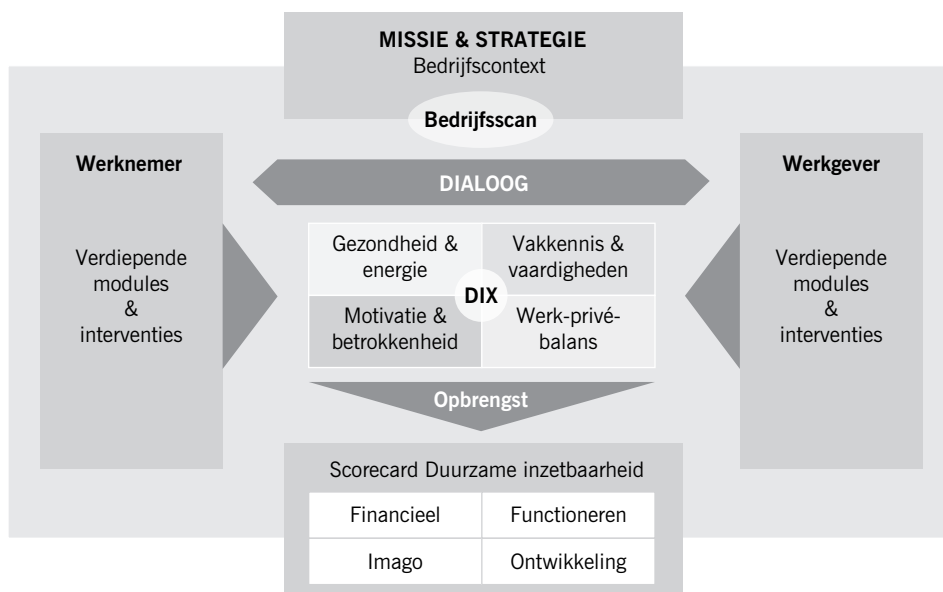 MISSIE & STRATEGIE
Bedrijfscontext
Bedrijfsscan
Werknemer
Verdiepende
modules
&
interventies
DIALOOG
Gezondheid &
energie
Vakkennis &
vaardigheden
DIX
Motivatie &
betrokkenheid
Werk-privé-
balans
Werkgever
Verdiepende
modules
&
interventies
Opbrengst
Scorecard Duurzame inzetbaarheid
Financieel
Functioneren
Imago
Ontwikkeling